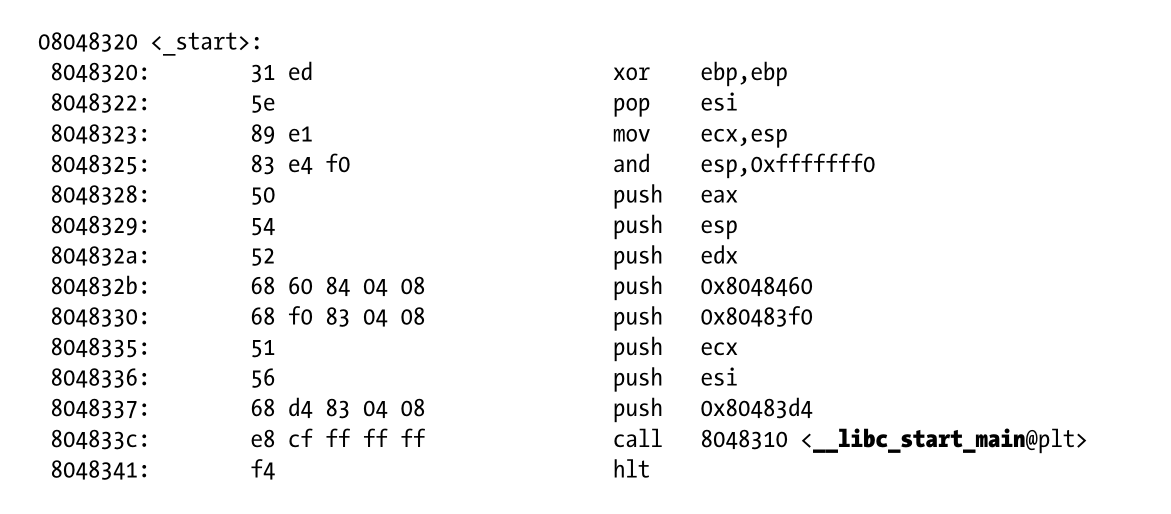 08048320 <_start>:
8048320: 31 ed xor ebp,ebp
8048322: 5e pop esi
8048323: 89 e1 mov ecx,esp
8048325: 83 e4 f0 and esp,0xfffffff0
8048328: 50 push eax
8048329: 54 push esp
804832a: 52 push edx
804832b: 68 60 84 04 08 push 0x8048460
8048330: 68 f0 83 04 08 push 0x80483f0
8048335: 51 push ecx
8048336: 56 push esi
8048337: 68 d4 83 04 08 push 0x80483d4
804833c: e8 cf ff ff ff call 8048310 <__libc_start_main@plt>
8048341: f4 hlt